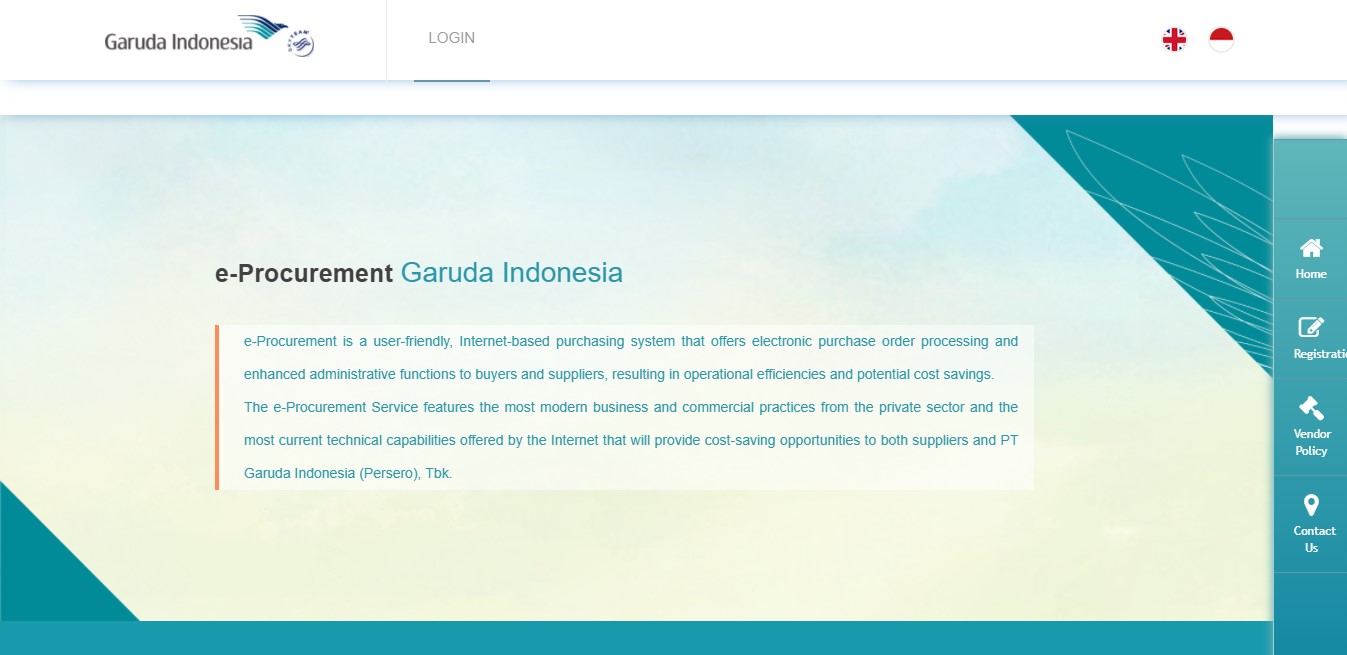 Garuda Indonesia
LOGIN
e-Procurement Garuda Indonesia
e-Procurement is a user-friendly, Internet-based purchasing system that offers electronic purchase order processing and
enhanced administrative functions to buyers and suppliers, resulting in operational efficiencies and potential cost savings.
The e-Procurement Service features the most modern business and commercial practices from the private sector and the
most current technical capabilities offered by the Internet that will provide cost-saving opportunities to both suppliers and PT
Garuda Indonesia (Persero), Tbk.
Home
Registratio
Vendor
Policy
Contact
Us